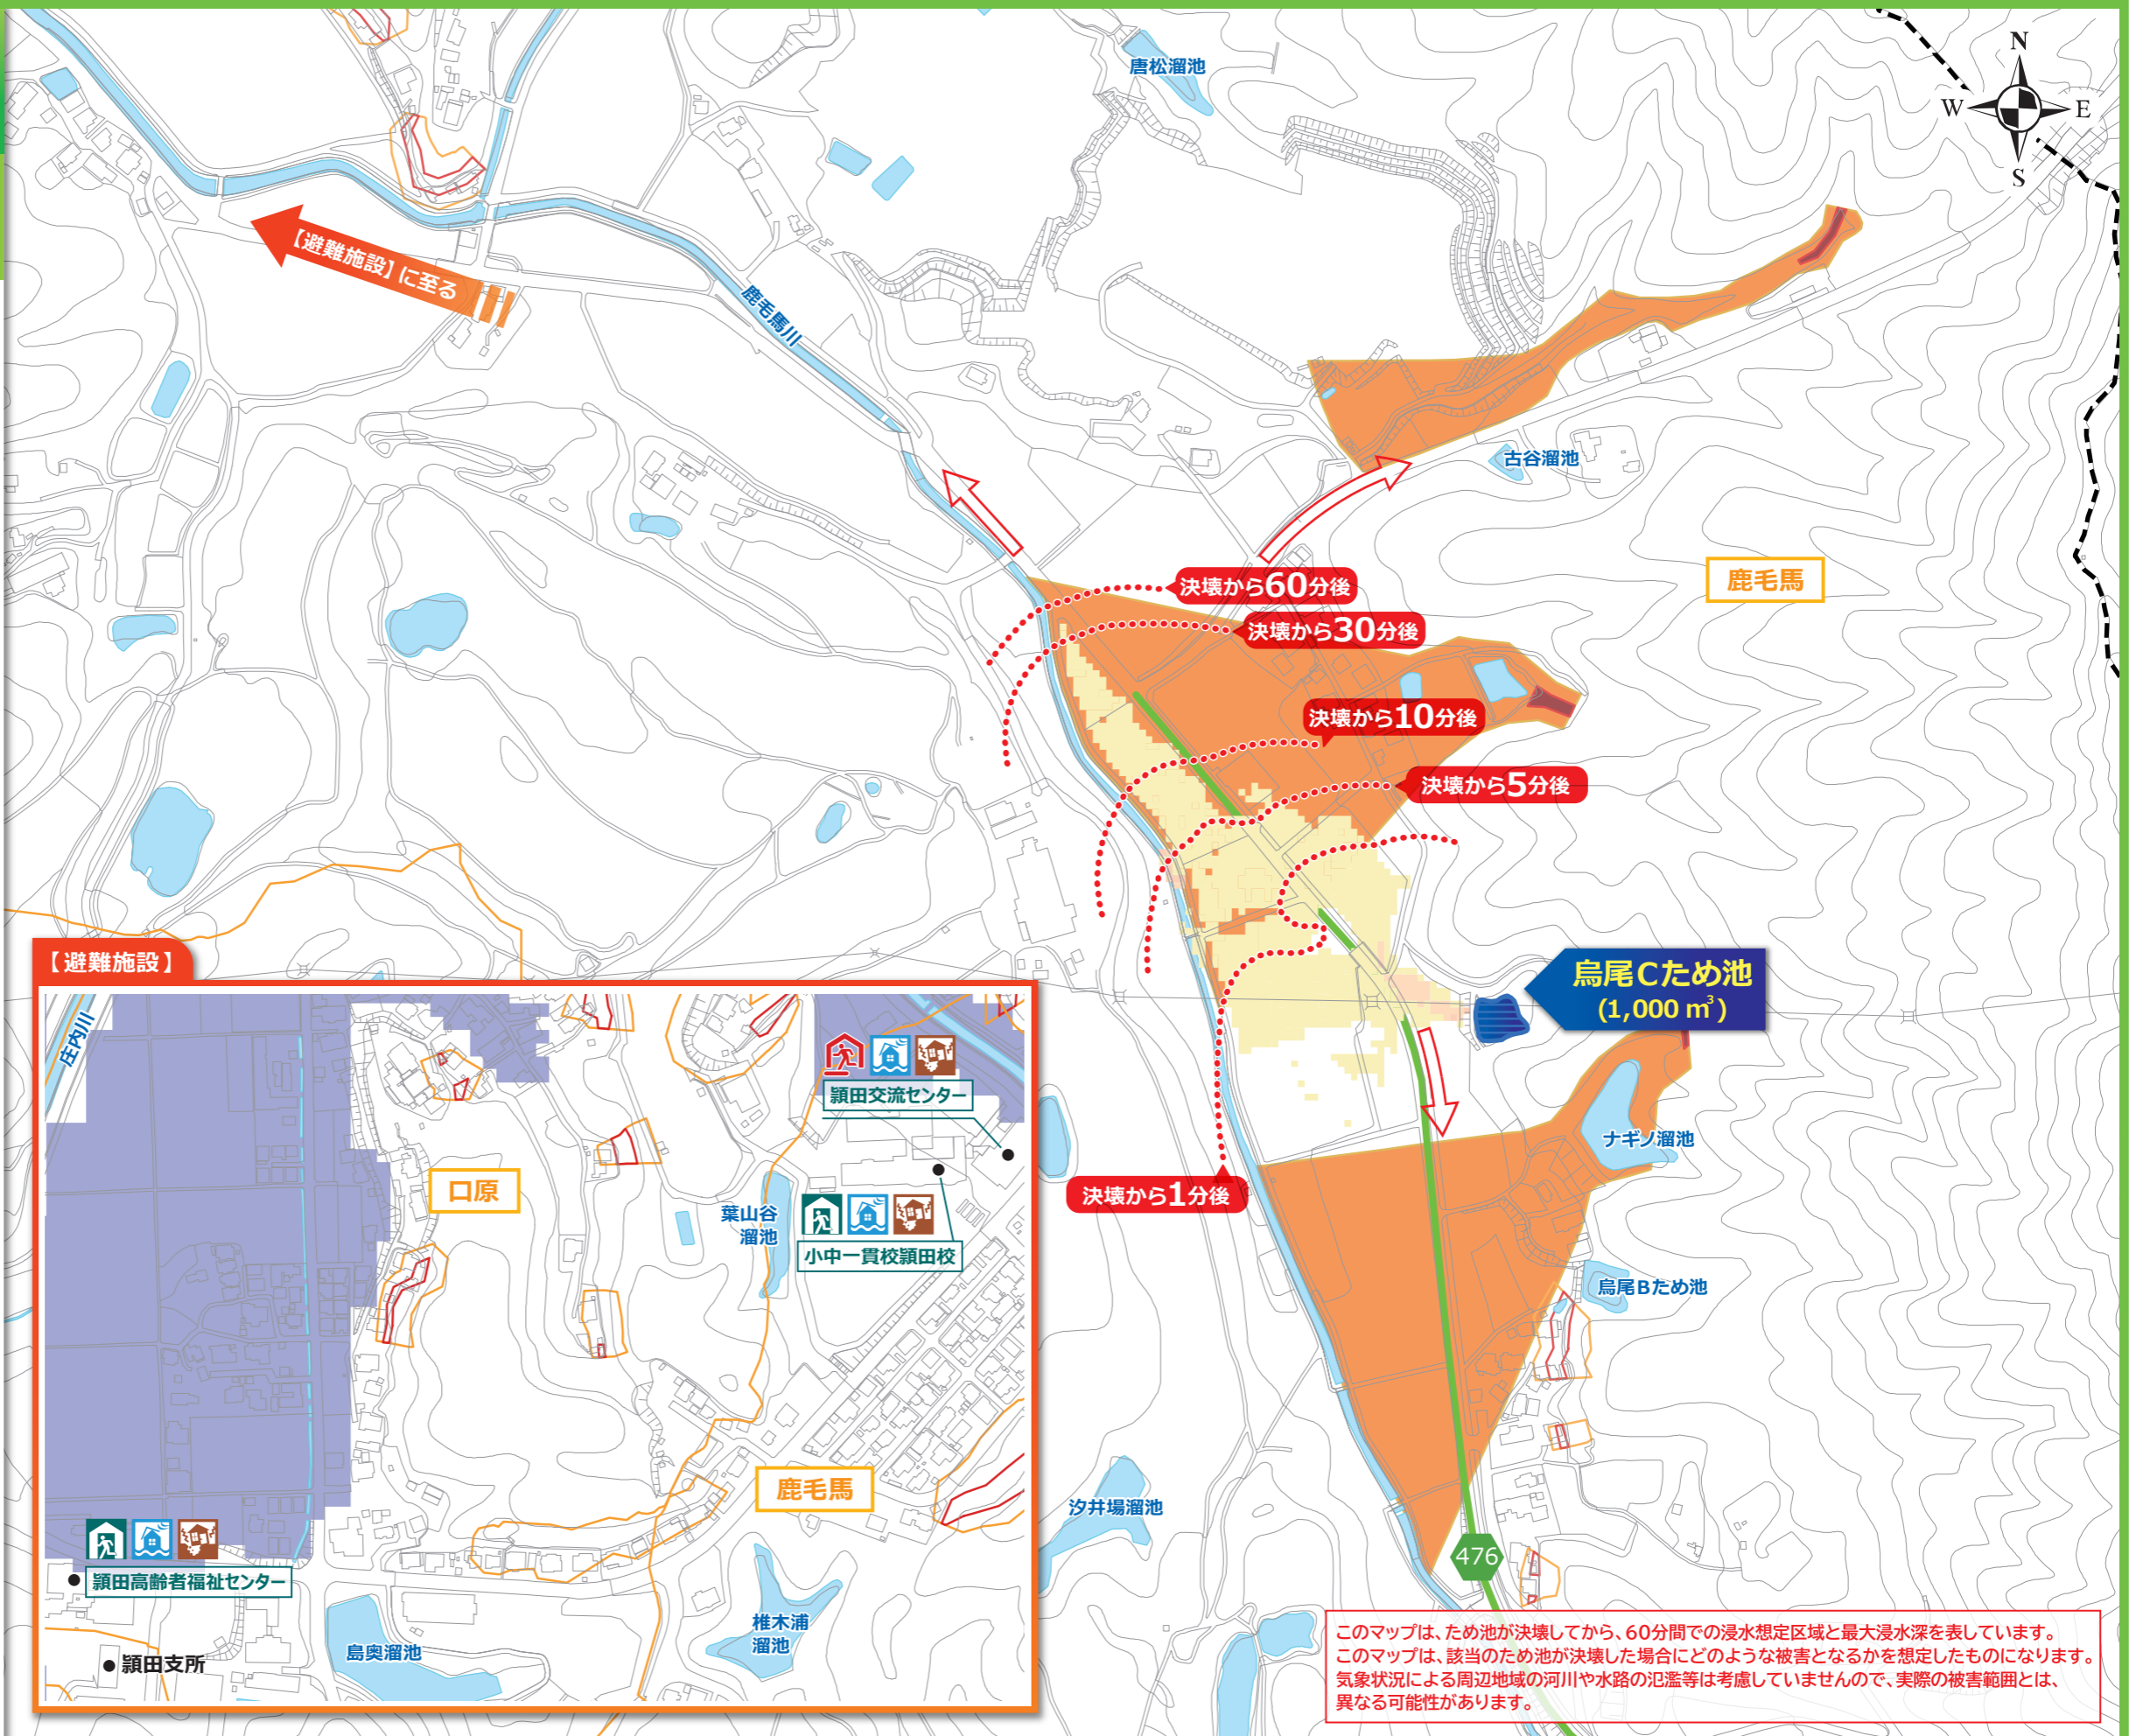 唐松溜池
N
W
E
S
【避難施設】に至る
鹿毛馬川
古谷溜池
鹿毛馬
決壊から60分後
決壊から30分後
決壊から10分後
決壊から5分後
烏尾Cため池
(1,000 m³)
ナギノ溜池
決壊から1分後
烏尾Bため池
汐井場溜池
476
【避難施設】
庄内川
頴田交流センター
口原
葉山谷
溜池
小中一貫校頴田校
鹿毛馬
頴田高齢者福祉センター
椎木浦
溜池
島奥溜池
頴田支所
このマップは、ため池が決壊してから、60分間での浸水想定区域と最大浸水深を表しています。
このマップは、該当のため池が決壊した場合にどのような被害となるかを想定したものになります。
気象状況による周辺地域の河川や水路の氾濫等は考慮していませんので、実際の被害範囲とは、
異なる可能性があります。